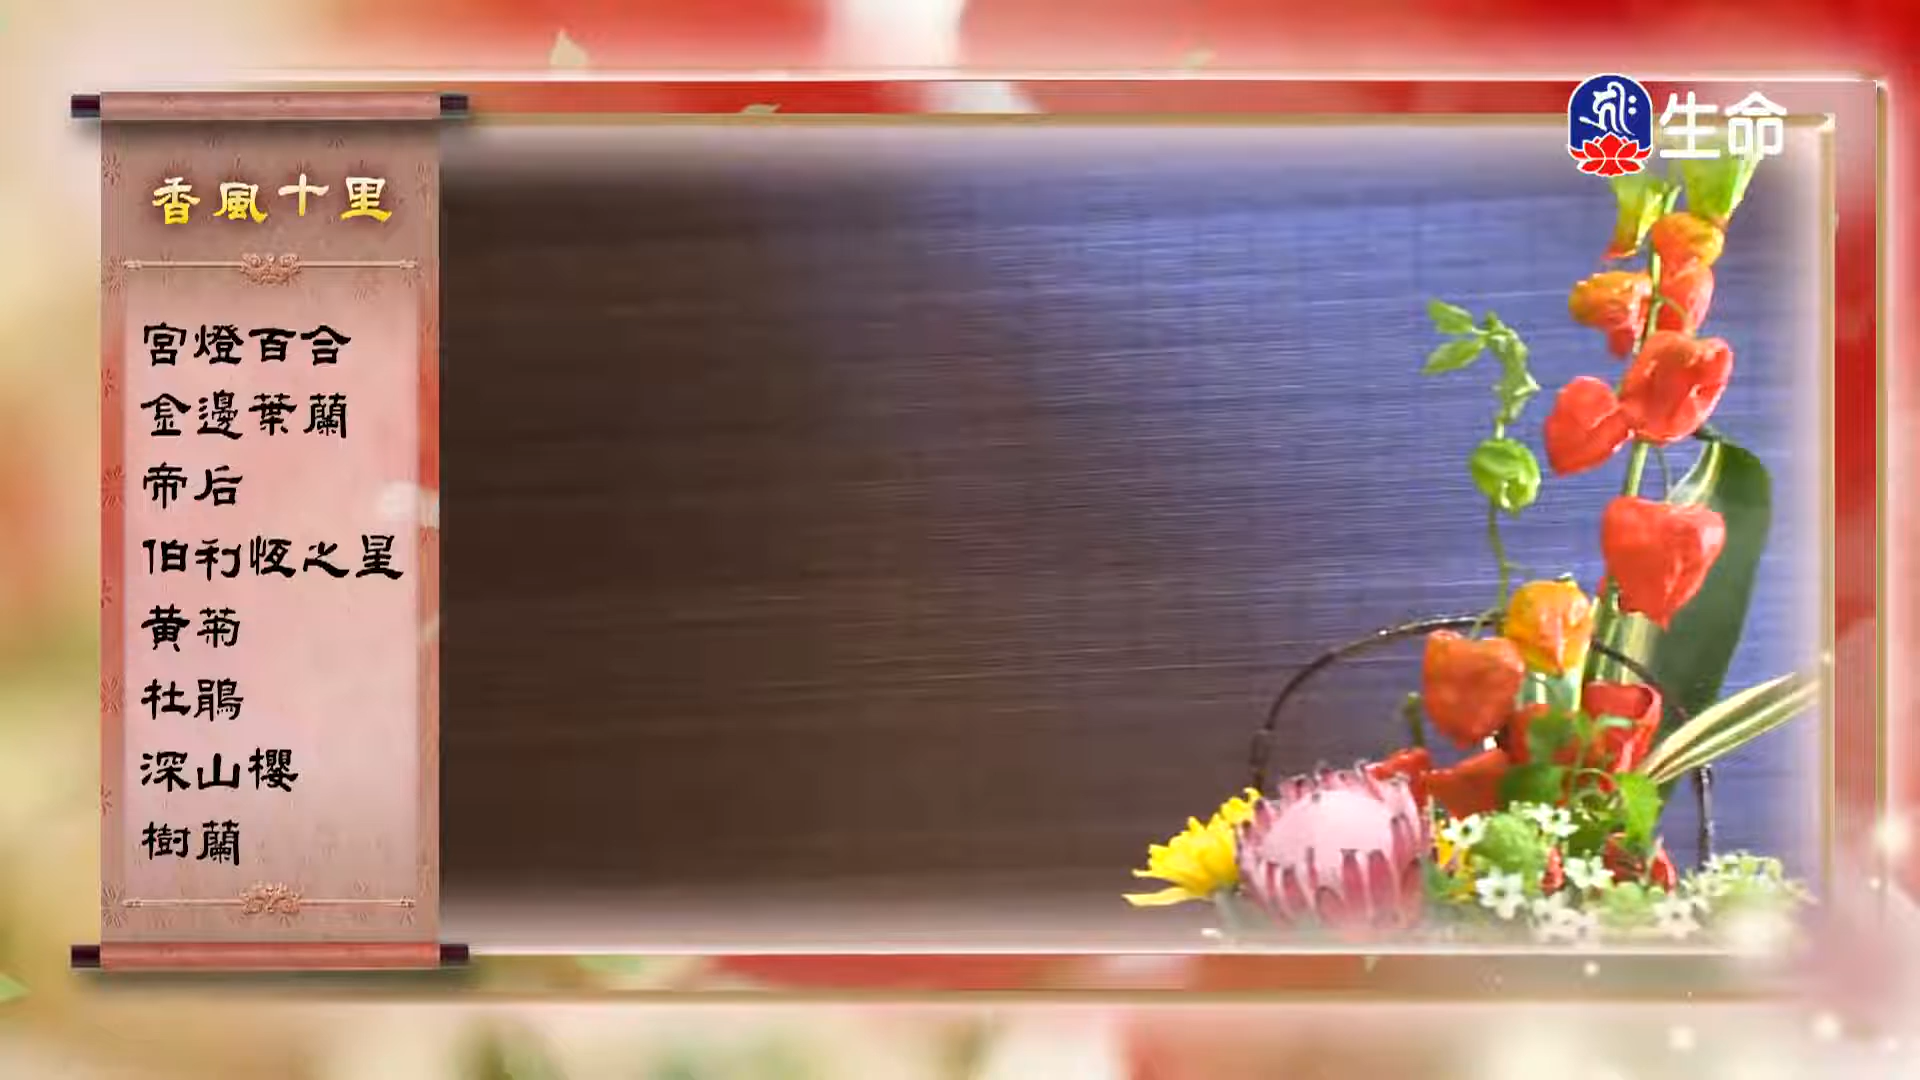 香風十里
宮燈百合
金邊葉蘭
帝后
伯利恆之星
黃菊
杜鵑
深山櫻
樹蘭
生命